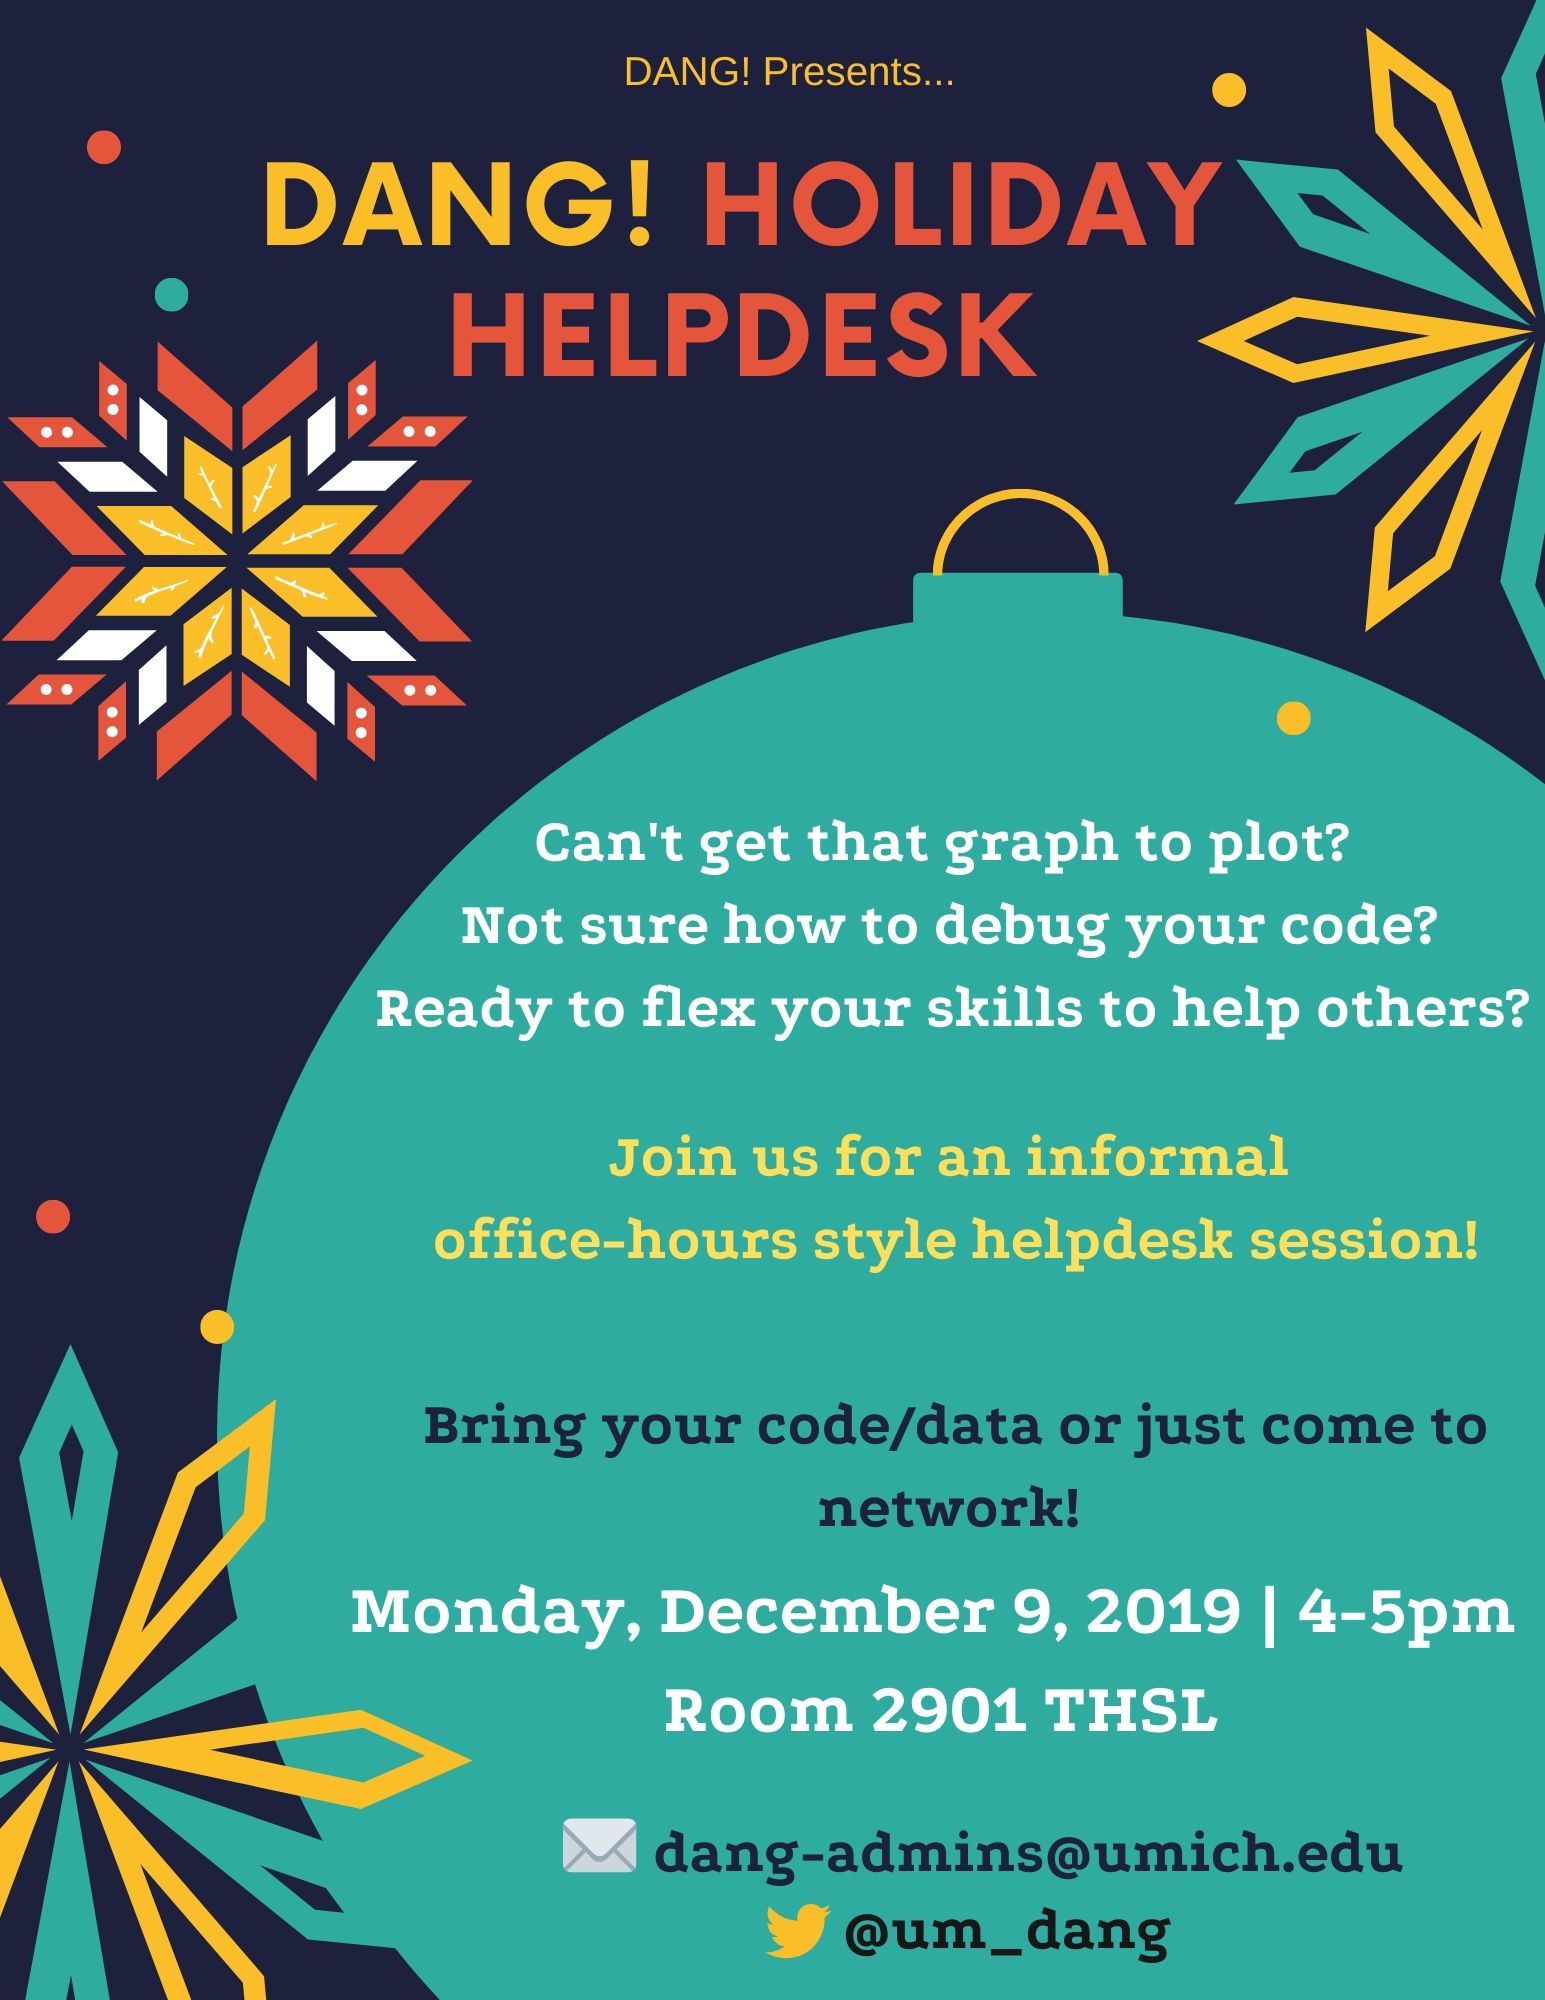 DANG! Presents...
DANG! HOLIDAY
HELPDESK
Can't get that graph to plot?
Not sure how to debug your code?
Ready to flex your skills to help others?
Join us for an informal
office-hours style helpdesk session!
Bring your code/data or just come to
network!
Monday, December 9, 2019 | 4-5pm
Room 2901 THSL
dang-admins@umich.edu
@um_dang